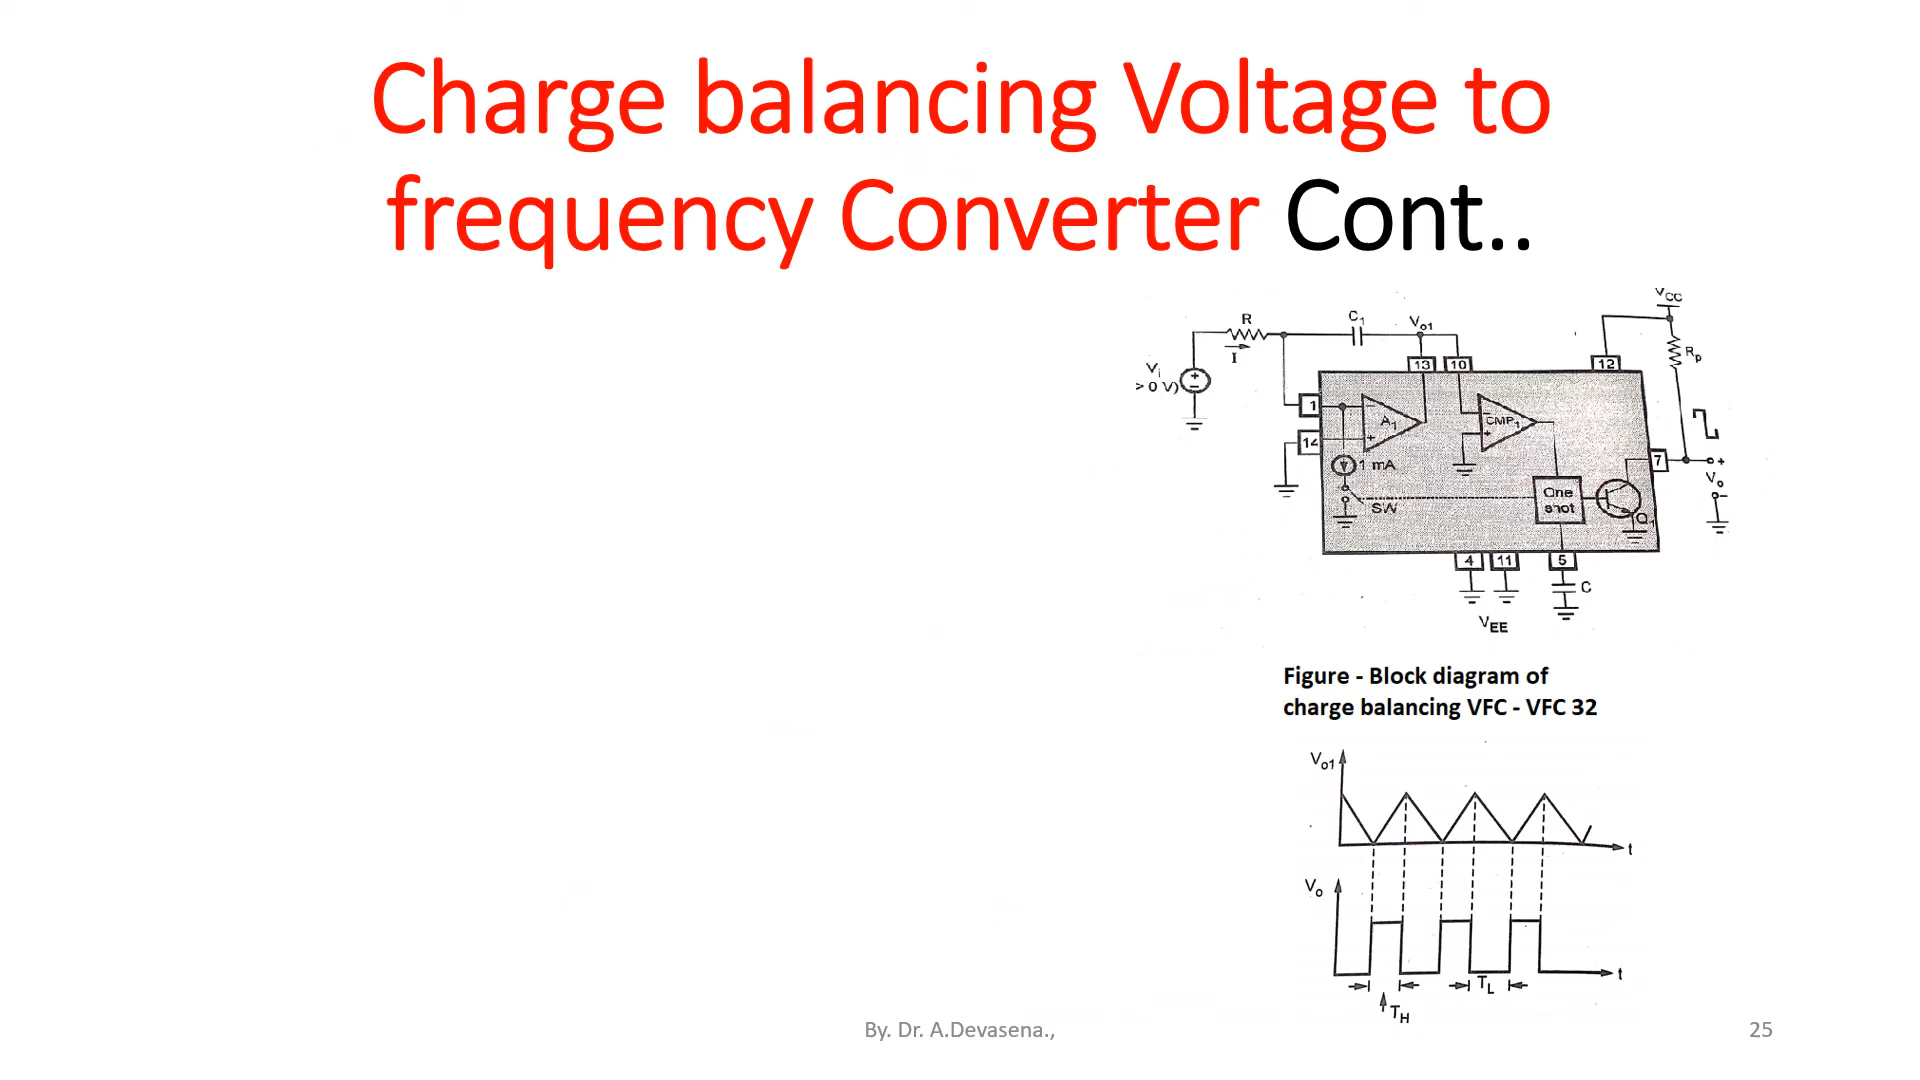 Charge balancing Voltage to
frequency Converter Cont..
VCC
R
C1
Vo1
I
Rp
Vi
> 0 V)
13
10
12
1
A1
CMP1
14
1 mA
7
+
Vo
One
shot
SW
Q1
4
11
5
C
VEE
Figure - Block diagram of
charge balancing VFC - VFC 32
Vo1
t
Vo
t
TL
TH
By. Dr. A.Devasena.,
25